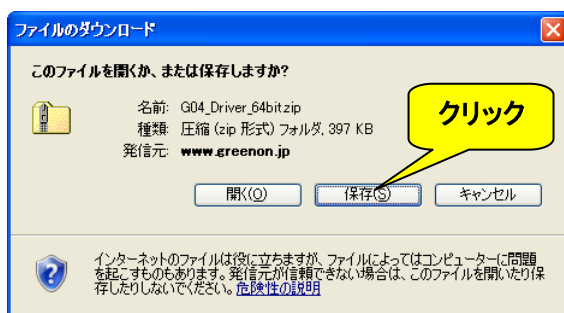 ファイルのダウンロード
このファイルを開くか、または保存しますか?
名前: G04_Driver_64bit.zip
種類: 圧縮 (zip 形式) フォルダ, 397 KB
発信元: www.greenon.jp
クリック
開く(O)
保存(S)
キャンセル
インターネットのファイルは役に立ちますが、ファイルによってはコンピューターに問題
を起こすものもあります。発信元が信頼できない場合は、このファイルを開いたり保
存したりしないでください。危険性の説明